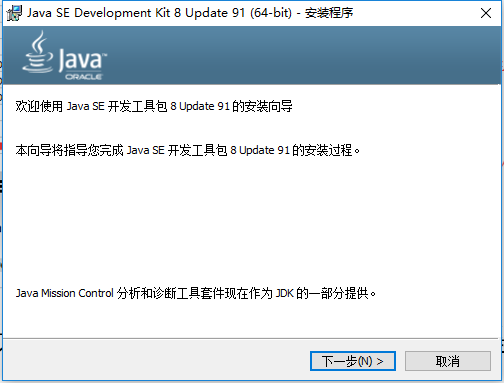 Java SE Development Kit 8 Update 91 (64-bit) - 安装程序
Java
ORACLE
欢迎使用 Java SE 开发工具包 8 Update 91 的安装向导
本向导将指导您完成 Java SE 开发工具包 8 Update 91 的安装过程。
Java Mission Control 分析和诊断工具套件现在作为 JDK 的一部分提供。
下一步(N) >
取消